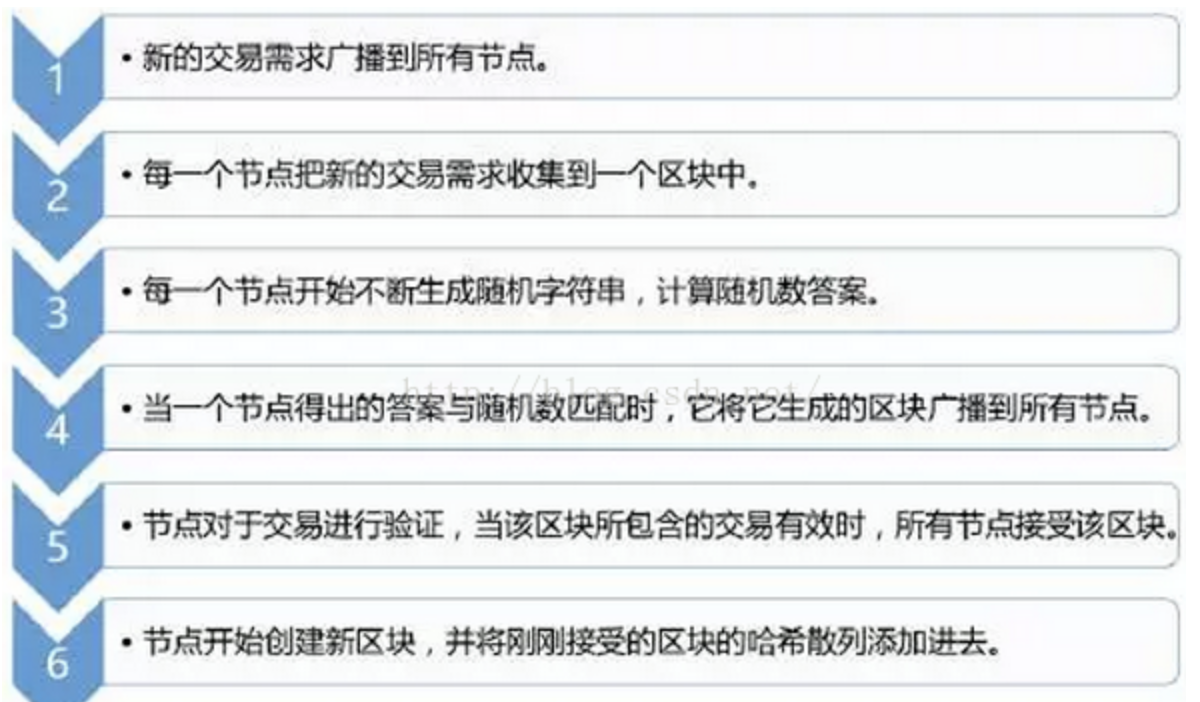 1
• 新的交易需求广播到所有节点。
2
• 每一个节点把新的交易需求收集到一个区块中。
3
• 每一个节点开始不断生成随机字符串，计算随机数答案。
http://blog.csdn.net/
4
• 当一个节点得出的答案与随机数匹配时，它将它生成的区块广播到所有节点。
5
• 节点对于交易进行验证，当该区块所包含的交易有效时，所有节点接受该区块。
6
• 节点开始创建新区块，并将刚刚接受的区块的哈希散列添加进去。